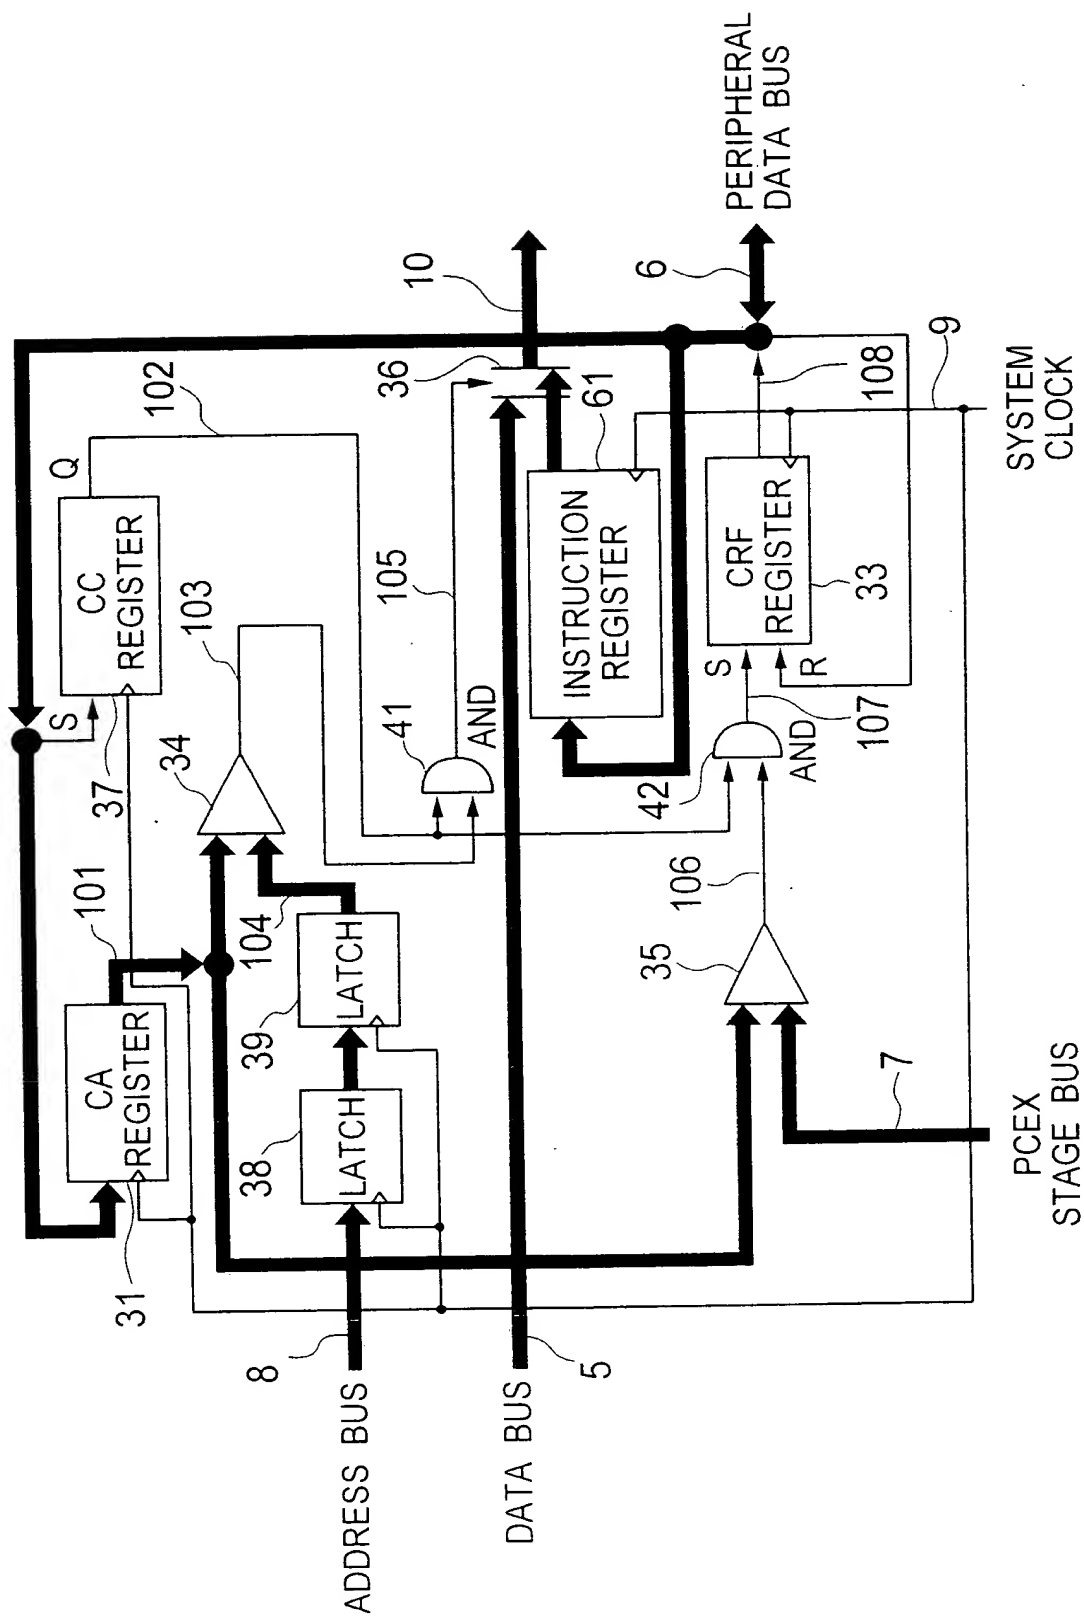 S
Q
101
CA
REGISTER
CC
REGISTER
37
31
102
34
103
104
8
38
39
ADDRESS BUS
LATCH
LATCH
105
36
41
10
AND
DATA BUS
5
INSTRUCTION
REGISTER
61
6
42
35
106
S
CRF
REGISTER
PERIPHERAL
DATA BUS
AND
R
33
107
108
7
9
PCEX
STAGE BUS
SYSTEM
CLOCK